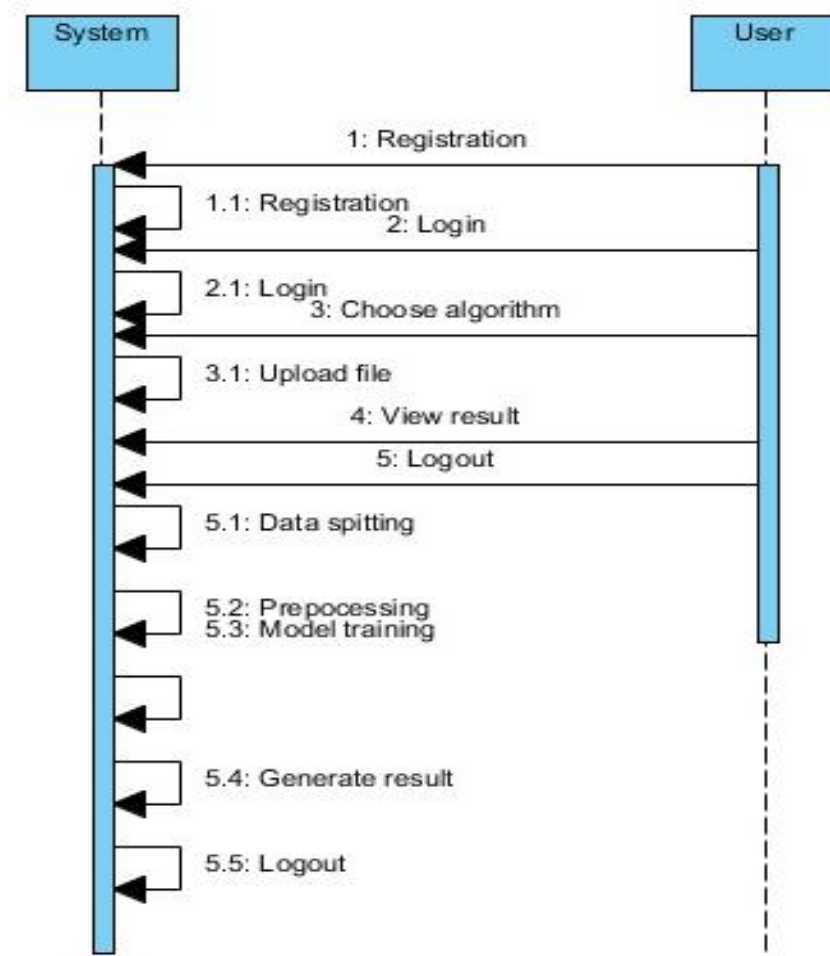 System
User
1: Registration
1.1: Registration
2: Login
2.1: Login
3: Choose algorithm
3.1: Upload file
4: View result
5: Logout
5.1: Data spitting
5.2: Prepocessing
5.3: Model training
5.4: Generate result
5.5: Logout